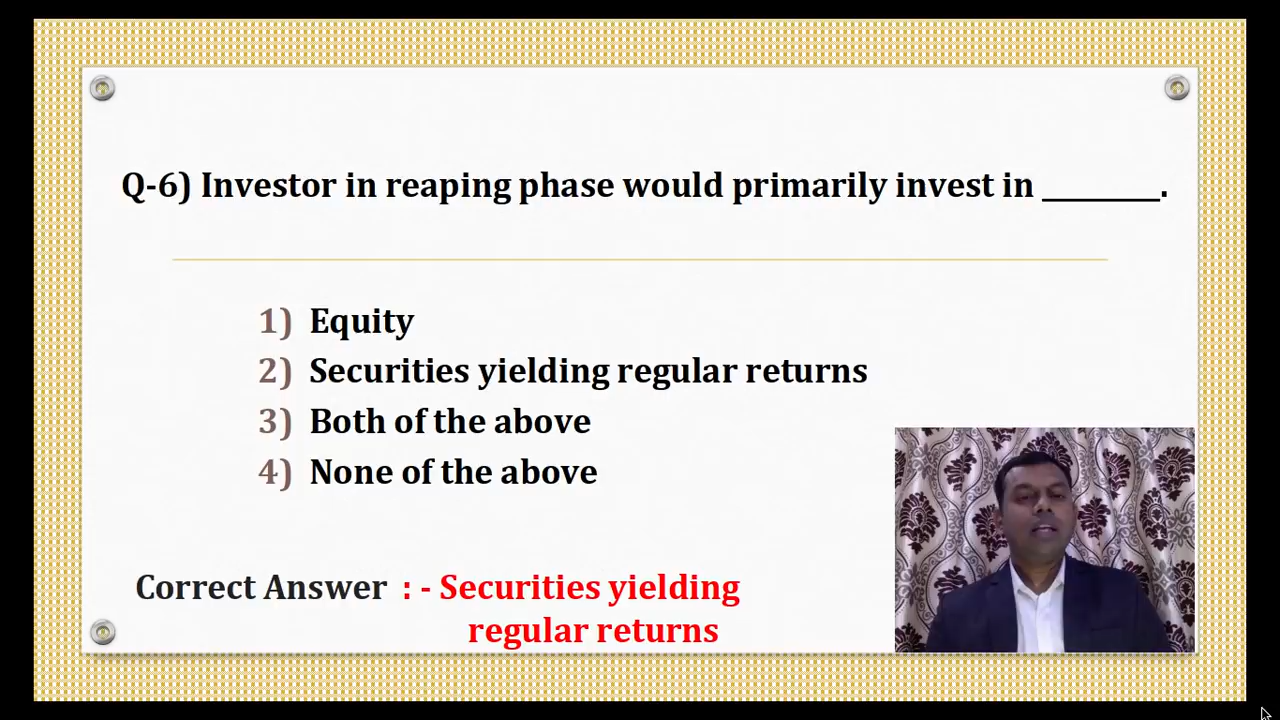 Q-6) Investor in reaping phase would primarily invest in ________.
1) Equity
2) Securities yielding regular returns
3) Both of the above
4) None of the above
Correct Answer : - Securities yielding
regular returns